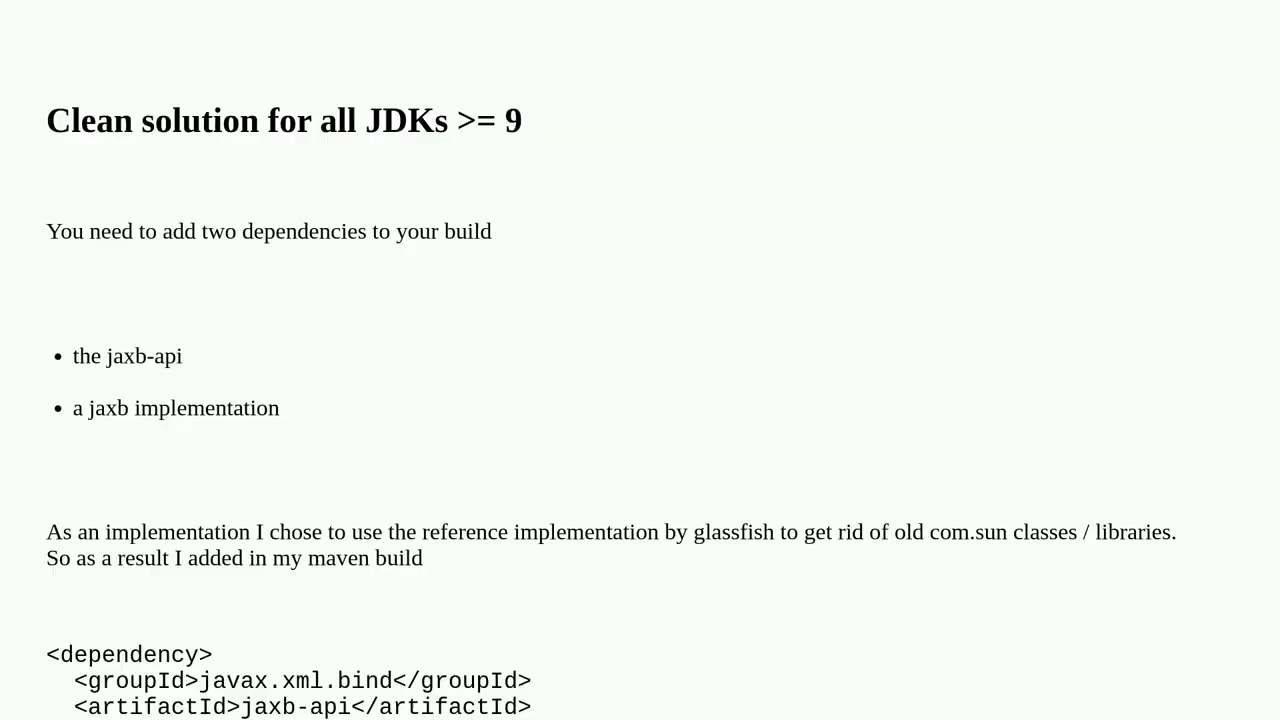 Clean solution for all JDKs >= 9
You need to add two dependencies to your build
• the jaxb-api
• a jaxb implementation
As an implementation I chose to use the reference implementation by glassfish to get rid of old com.sun classes / libraries.
So as a result I added in my maven build
<dependency>
  <groupId>javax.xml.bind</groupId>
  <artifactId>jaxb-api</artifactId>